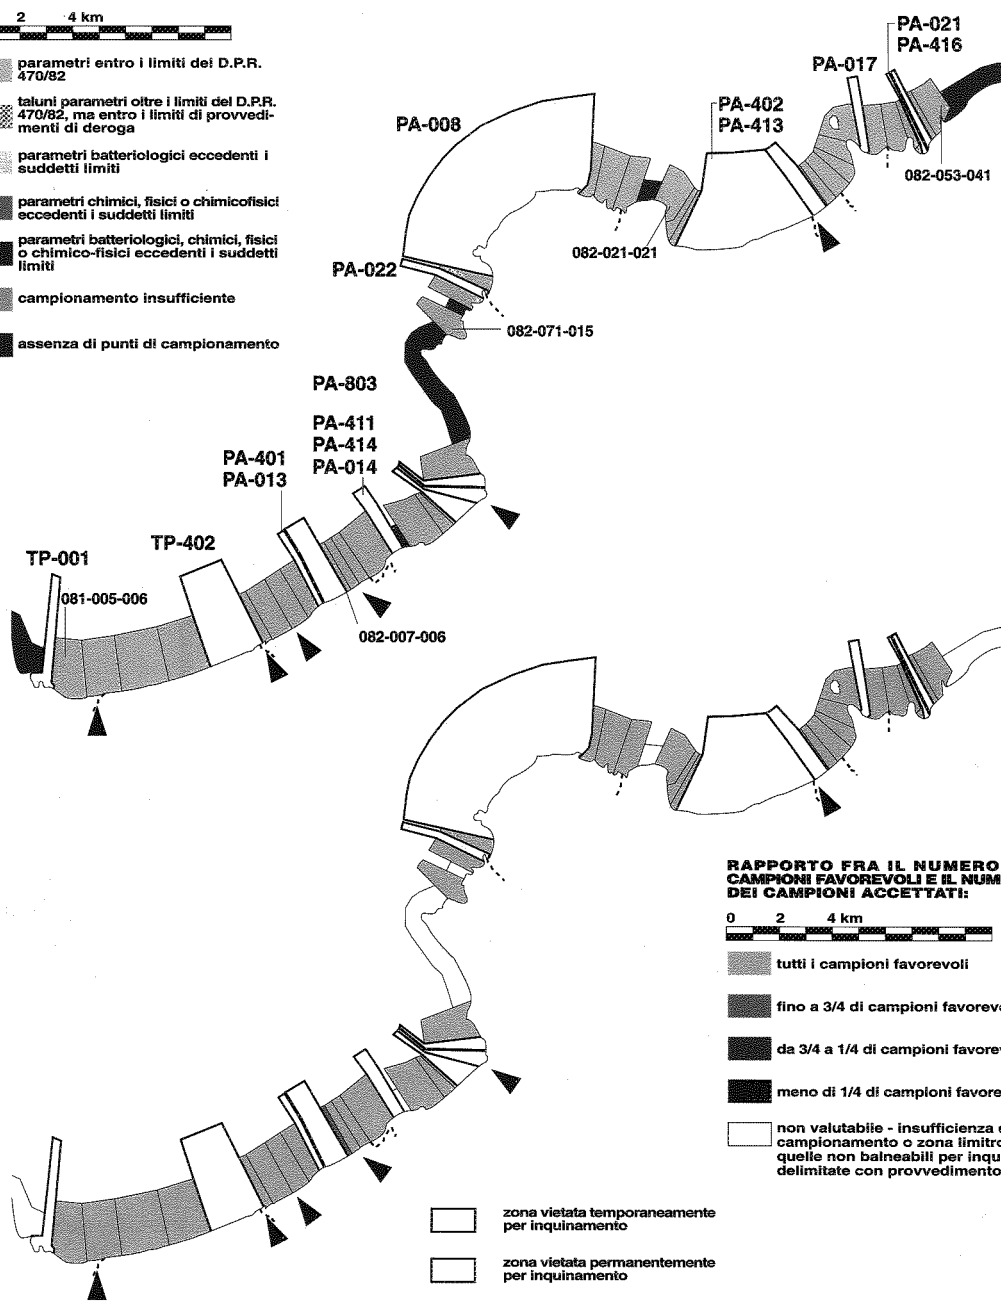 2 4 km
parametri entro i limiti del D.P.R.
470/82
taluni parametri oltre i limiti del D.P.R.
470/82, ma entro i limiti di provvedi-
menti di deroga
parametri batteriologici eccedenti i
suddetti limiti
parametri chimici, fisici o chimicofisici
eccedenti i suddetti limiti
parametri batteriologici, chimici, fisici
o chimico-fisici eccedenti i suddetti
limiti
campionamento insufficiente
assenza di punti di campionamento
PA-008
PA-022
PA-402
PA-413
PA-017
PA-021
PA-416
082-053-041
082-021-021
082-071-015
PA-803
PA-411
PA-414
PA-014
PA-401
PA-013
TP-402
TP-001
081-005-006
082-007-006
RAPPORTO FRA IL NUMERO
CAMPIONI FAVOREVOLI E IL NUM
DEI CAMPIONI ACCETTATI:
0 2 4 km
tutti i campioni favorevoli
fino a 3/4 di campioni favorev
da 3/4 a 1/4 di campioni favore
meno di 1/4 di campioni favore
non valutabile - insufficienza
campionamento o zona limitro
quelle non balneabili per inqu
delimitate con provvedimento
zona vietata temporaneamente
per inquinamento
zona vietata permanentemente
per inquinamento